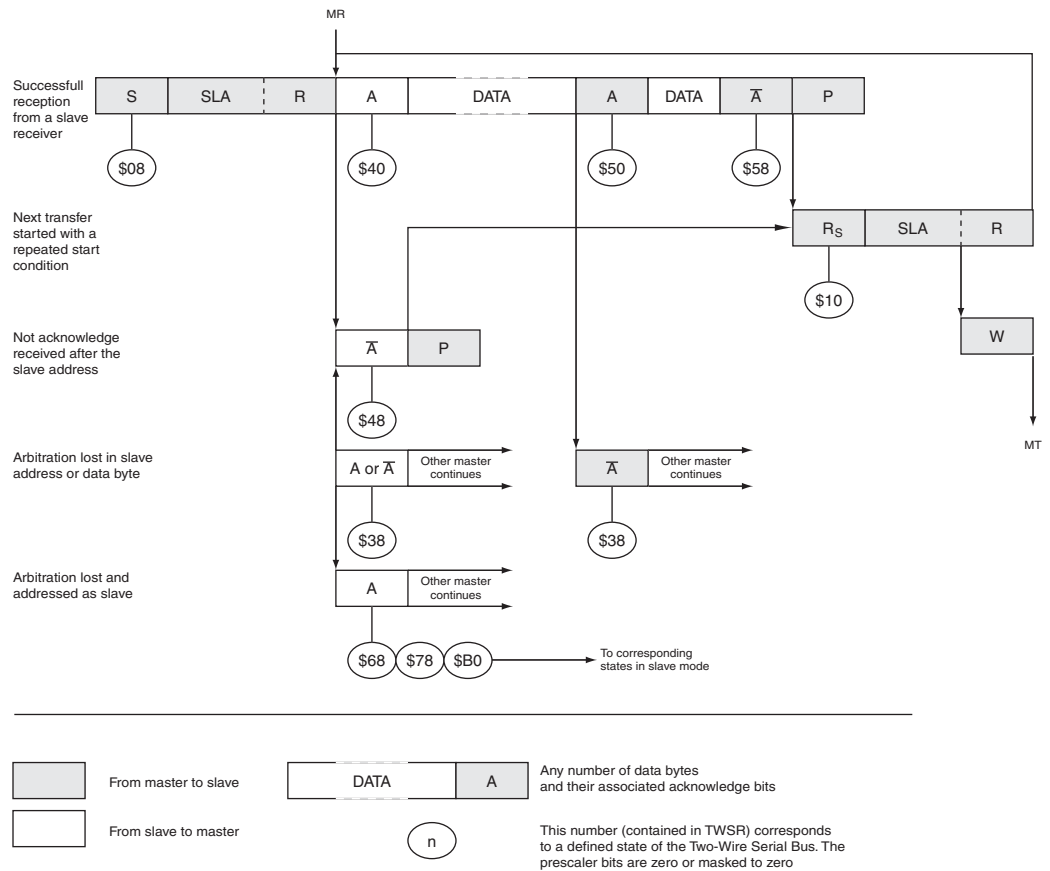 MR
Successfull
reception
from a slave
receiver
S SLA R A DATA A DATA A̅ P
$08 $40 $50 $58
Next transfer
started with a
repeated start
condition
RS SLA R
$10
Not acknowledge
received after the
slave address
A̅ P
W
$48
MT
Arbitration lost in slave
address or data byte
A or A̅
Other master
continues
A̅
Other master
continues
$38 $38
Arbitration lost and
addressed as slave
A
Other master
continues
$68 $78 $B0
To corresponding
states in slave mode
From master to slave
DATA A
Any number of data bytes
and their associated acknowledge bits
From slave to master
n
This number (contained in TWSR) corresponds
to a defined state of the Two-Wire Serial Bus. The
prescaler bits are zero or masked to zero